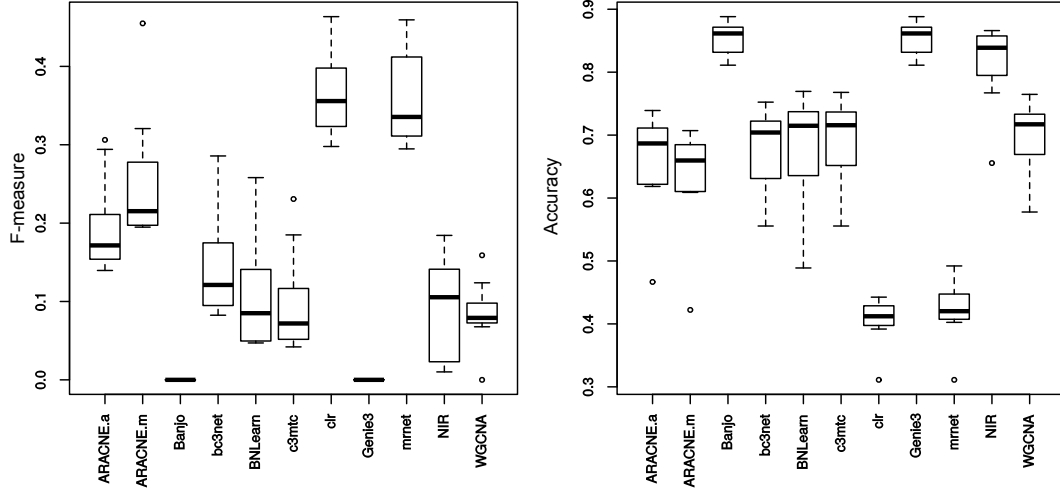 F-measure
0.4
0.3
0.2
0.1
0.0
ARACNE.a
ARACNE.m
Banjo
bc3net
BNLearn
c3mtc
clr
Genie3
mrnet
NIR
WGCNA
Accuracy
0.9
0.8
0.7
0.6
0.5
0.4
0.3
ARACNE.a
ARACNE.m
Banjo
bc3net
BNLearn
c3mtc
clr
Genie3
mrnet
NIR
WGCNA